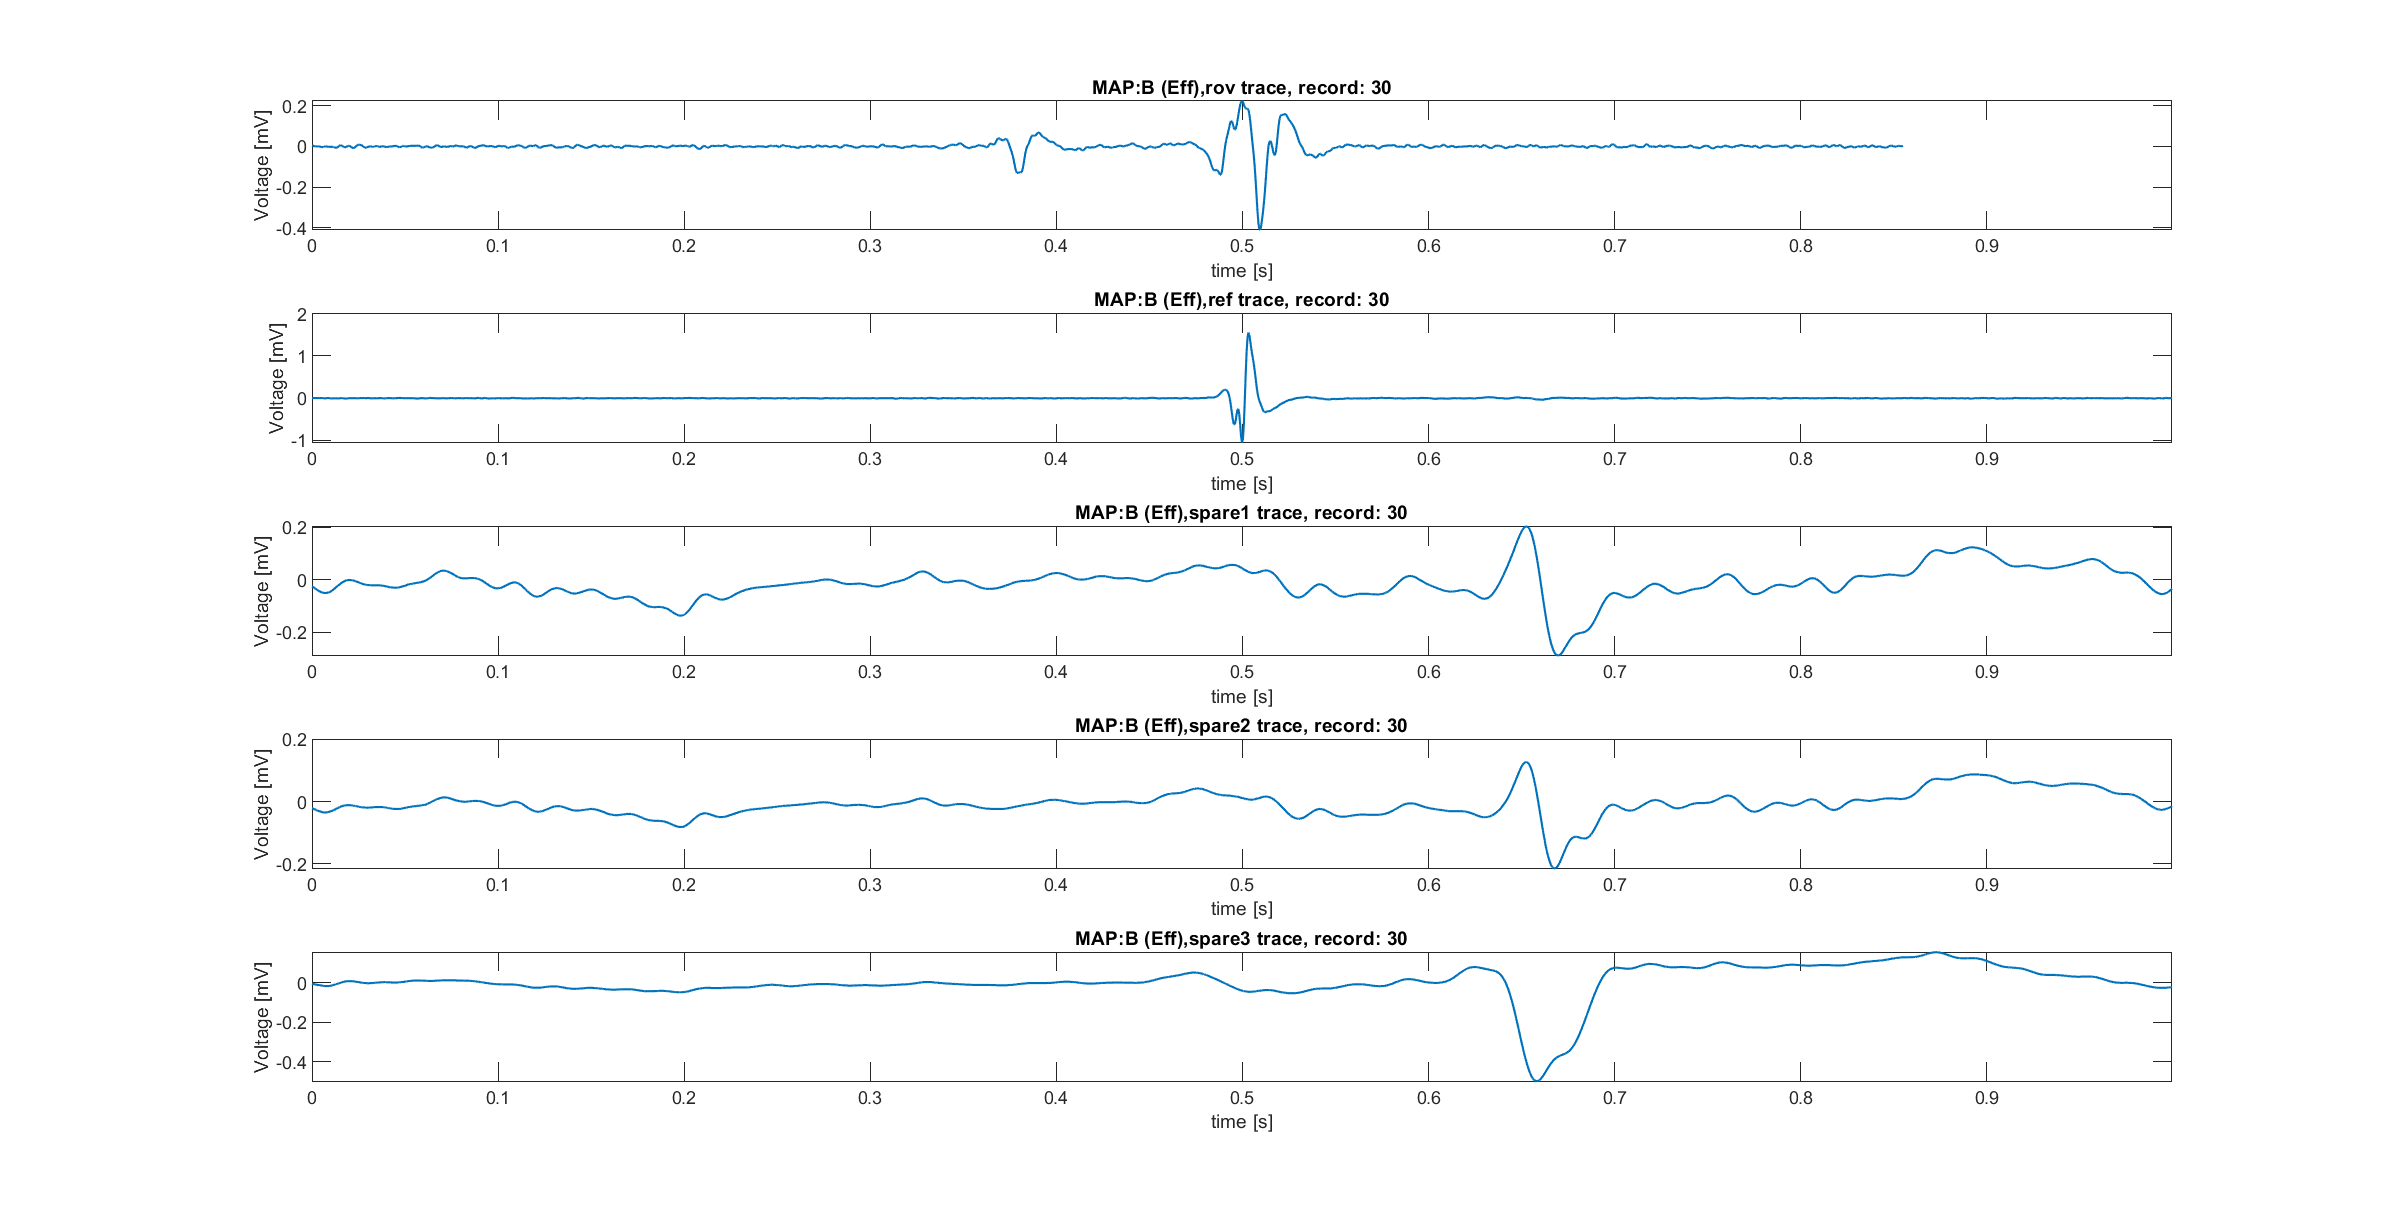 MAP:B (Eff),rov trace, record: 30
Voltage [mV]
0.2
0
-0.2
-0.4
0 0.1 0.2 0.3 0.4 0.5 0.6 0.7 0.8 0.9
time [s]
MAP:B (Eff),ref trace, record: 30
Voltage [mV]
2
1
0
-1
0 0.1 0.2 0.3 0.4 0.5 0.6 0.7 0.8 0.9
time [s]
MAP:B (Eff),spare1 trace, record: 30
Voltage [mV]
0.2
0
-0.2
0 0.1 0.2 0.3 0.4 0.5 0.6 0.7 0.8 0.9
time [s]
MAP:B (Eff),spare2 trace, record: 30
Voltage [mV]
0.2
0
-0.2
0 0.1 0.2 0.3 0.4 0.5 0.6 0.7 0.8 0.9
time [s]
MAP:B (Eff),spare3 trace, record: 30
Voltage [mV]
0
-0.2
-0.4
0 0.1 0.2 0.3 0.4 0.5 0.6 0.7 0.8 0.9
time [s]